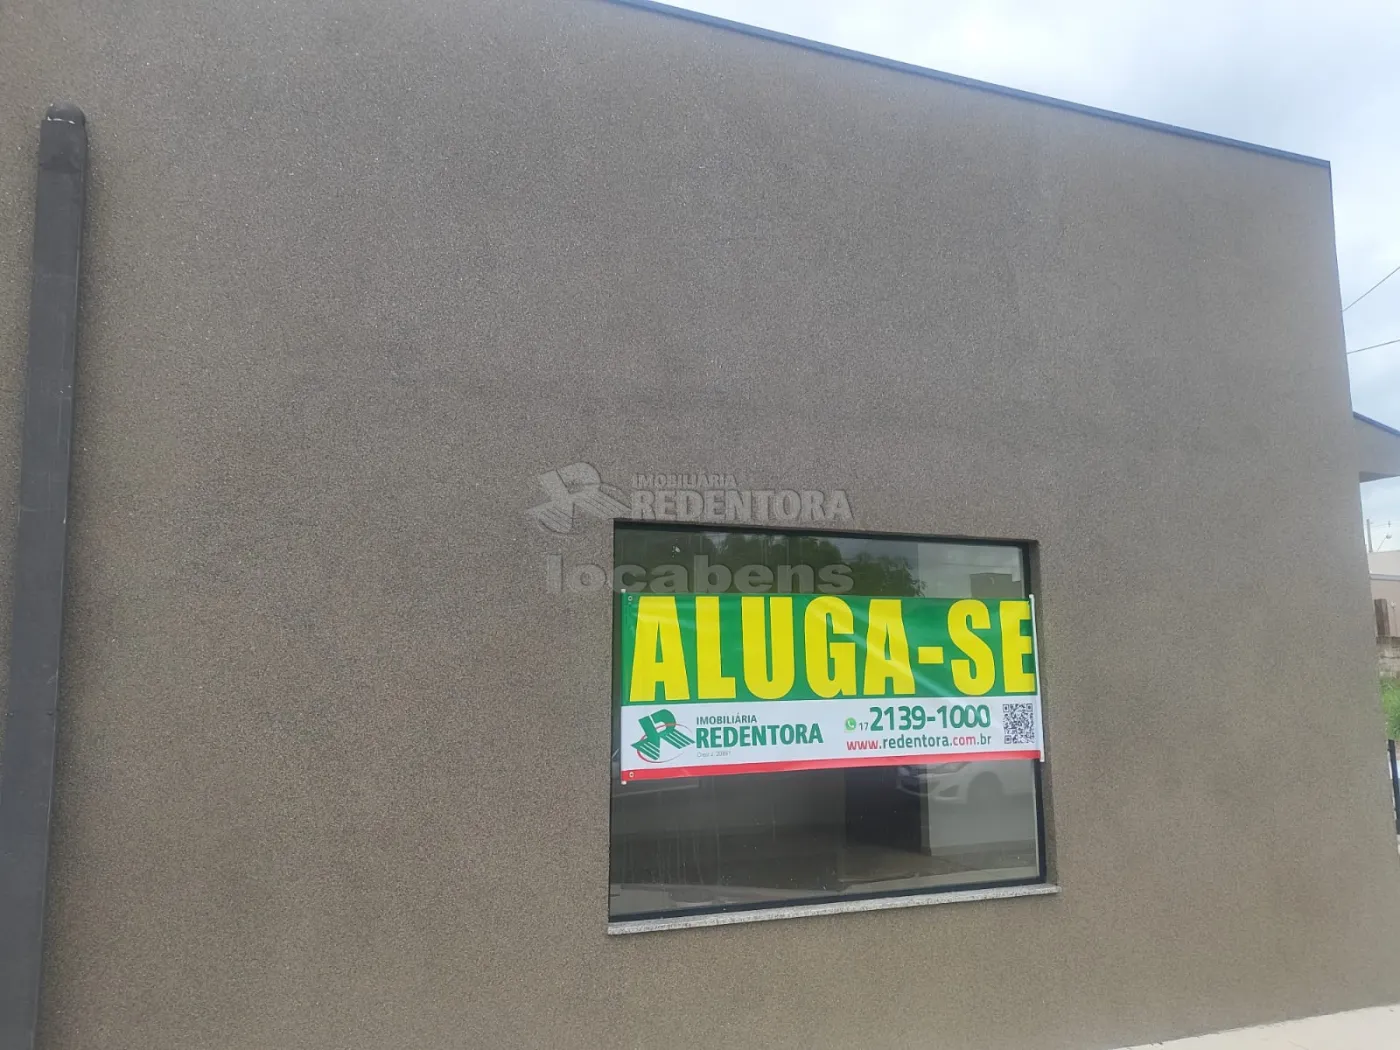 IMOBILIÁRIA
REDENTORA
locabens
ALUGA-SE
IMOBILIÁRIA
REDENTORA
17 2139-1000
www.redentora.com.br